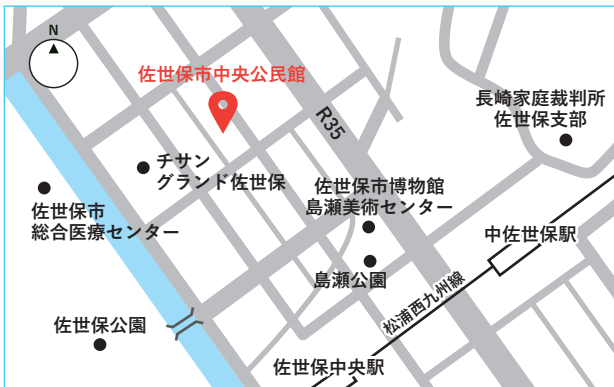 N
佐世保市中央公民館
R35
長崎家庭裁判所
佐世保支部
チサン
グランド佐世保
佐世保市博物館
島瀬美術センター
佐世保市
総合医療センター
中佐世保駅
島瀬公園
松浦西九州線
佐世保公園
佐世保中央駅